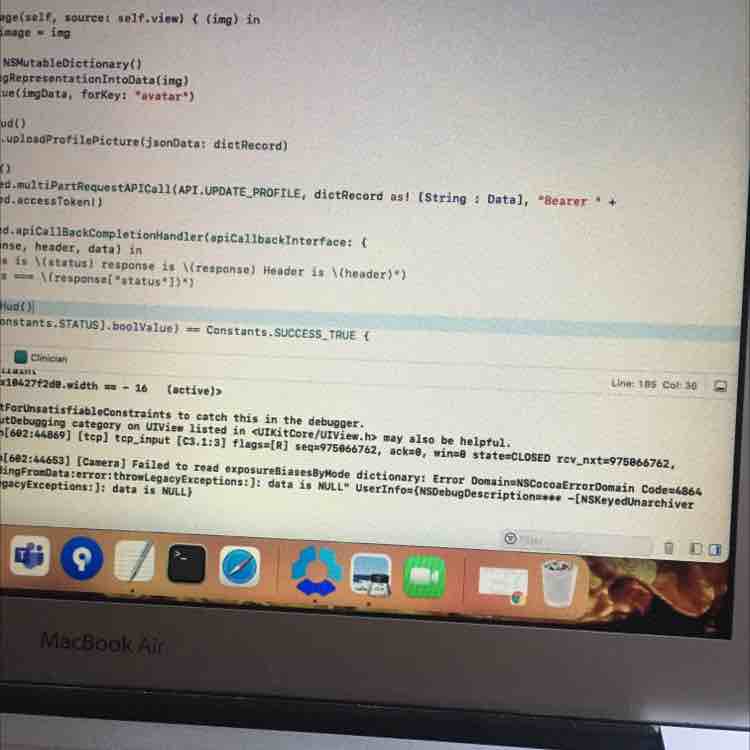 age(self, source: self.view) { (img) in
image = img
NSMutableDictionary()
gRepresentationIntoData(img)
ue(imgData, forKey: "avatar")
ud()
.uploadProfilePicture(jsonData: dictRecord)
()
ed.multiPartRequestAPICall(API.UPDATE_PROFILE, dictRecord as! [String : Data], "Bearer " +
ed.accessToken!)
ed.apiCallBackCompletionHandler(apiCallbackInterface: {
nse, header, data) in
s is \(status) response is \(response) Header is \(header)")
s === \(response["status"])")
Hud()
onstants.STATUS].boolValue) == Constants.SUCCESS_TRUE {
Clinician
Line: 185 Col: 30
x10427f2d0.width == - 16 (active)>
tForUnsatisfiableConstraints to catch this in the debugger.
utDebugging category on UIView listed in <UIKitCore/UIView.h> may also be helpful.
n[602:44869] [tcp] tcp_input [C3.1:3] flags=[R] seq=975066762, ack=0, win=0 state=CLOSED rcv_nxt=975066762,
n[602:44653] [Camera] Failed to read exposureBiasesByMode dictionary: Error Domain=NSCocoaErrorDomain Code=4864
dingFromData:error:throwLegacyExceptions:]: data is NULL" UserInfo={NSDebugDescription=*** -[NSKeyedUnarchiver
egacyExceptions:]: data is NULL}
Filter
MacBook Air